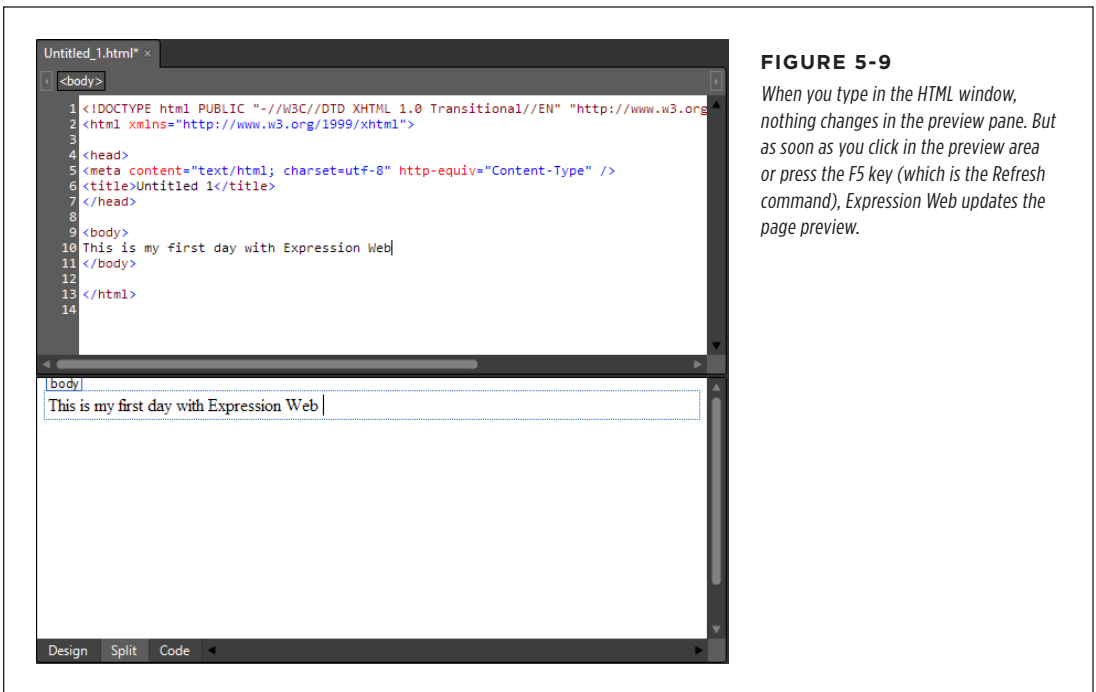 Untitled_1.html* ×
<body>
1 <!DOCTYPE html PUBLIC "-//W3C//DTD XHTML 1.0 Transitional//EN" "http://www.w3.org
2 <html xmlns="http://www.w3.org/1999/xhtml">
3
4 <head>
5 <meta content="text/html; charset=utf-8" http-equiv="Content-Type" />
6 <title>Untitled 1</title>
7 </head>
8
9 <body>
10 This is my first day with Expression Web
11 </body>
12
13 </html>
14
body
This is my first day with Expression Web
Design Split Code
FIGURE 5-9
When you type in the HTML window,
nothing changes in the preview pane. But
as soon as you click in the preview area
or press the F5 key (which is the Refresh
command), Expression Web updates the
page preview.